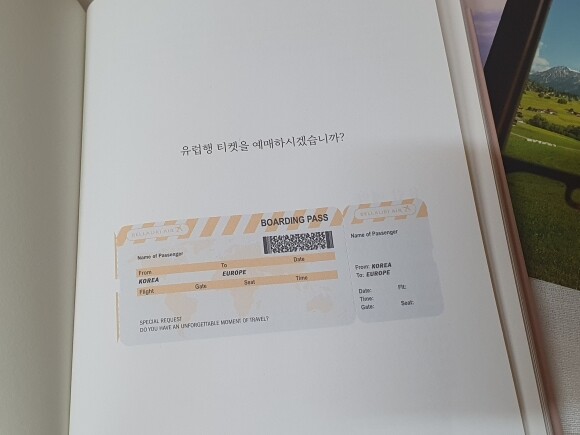 유럽행 티켓을 예매하시겠습니까?
BOARDING PASS
Name of Passenger
From To Date
KOREA EUROPE
Flight Gate Seat Time
SPECIAL REQUEST
DO YOU HAVE AN UNFORGETTABLE MOMENT OF TRAVEL?
Name of Passenger
From: KOREA
To: EUROPE
Date: Flt:
Time:
Gate: Seat: